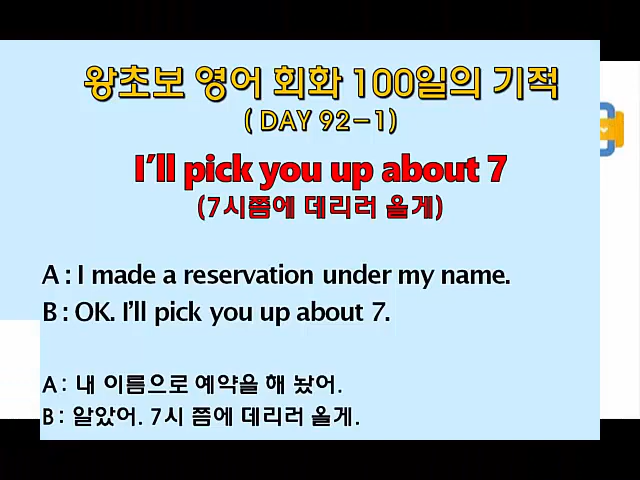 왕초보 영어 회화 100일의 기적
( DAY 92-1)
I'll pick you up about 7
(7시쯤에 데리러 올게)
A : I made a reservation under my name.
B : OK. I'll pick you up about 7.
A : 내 이름으로 예약을 해 놨어.
B : 알았어. 7시 쯤에 데리러 올게.